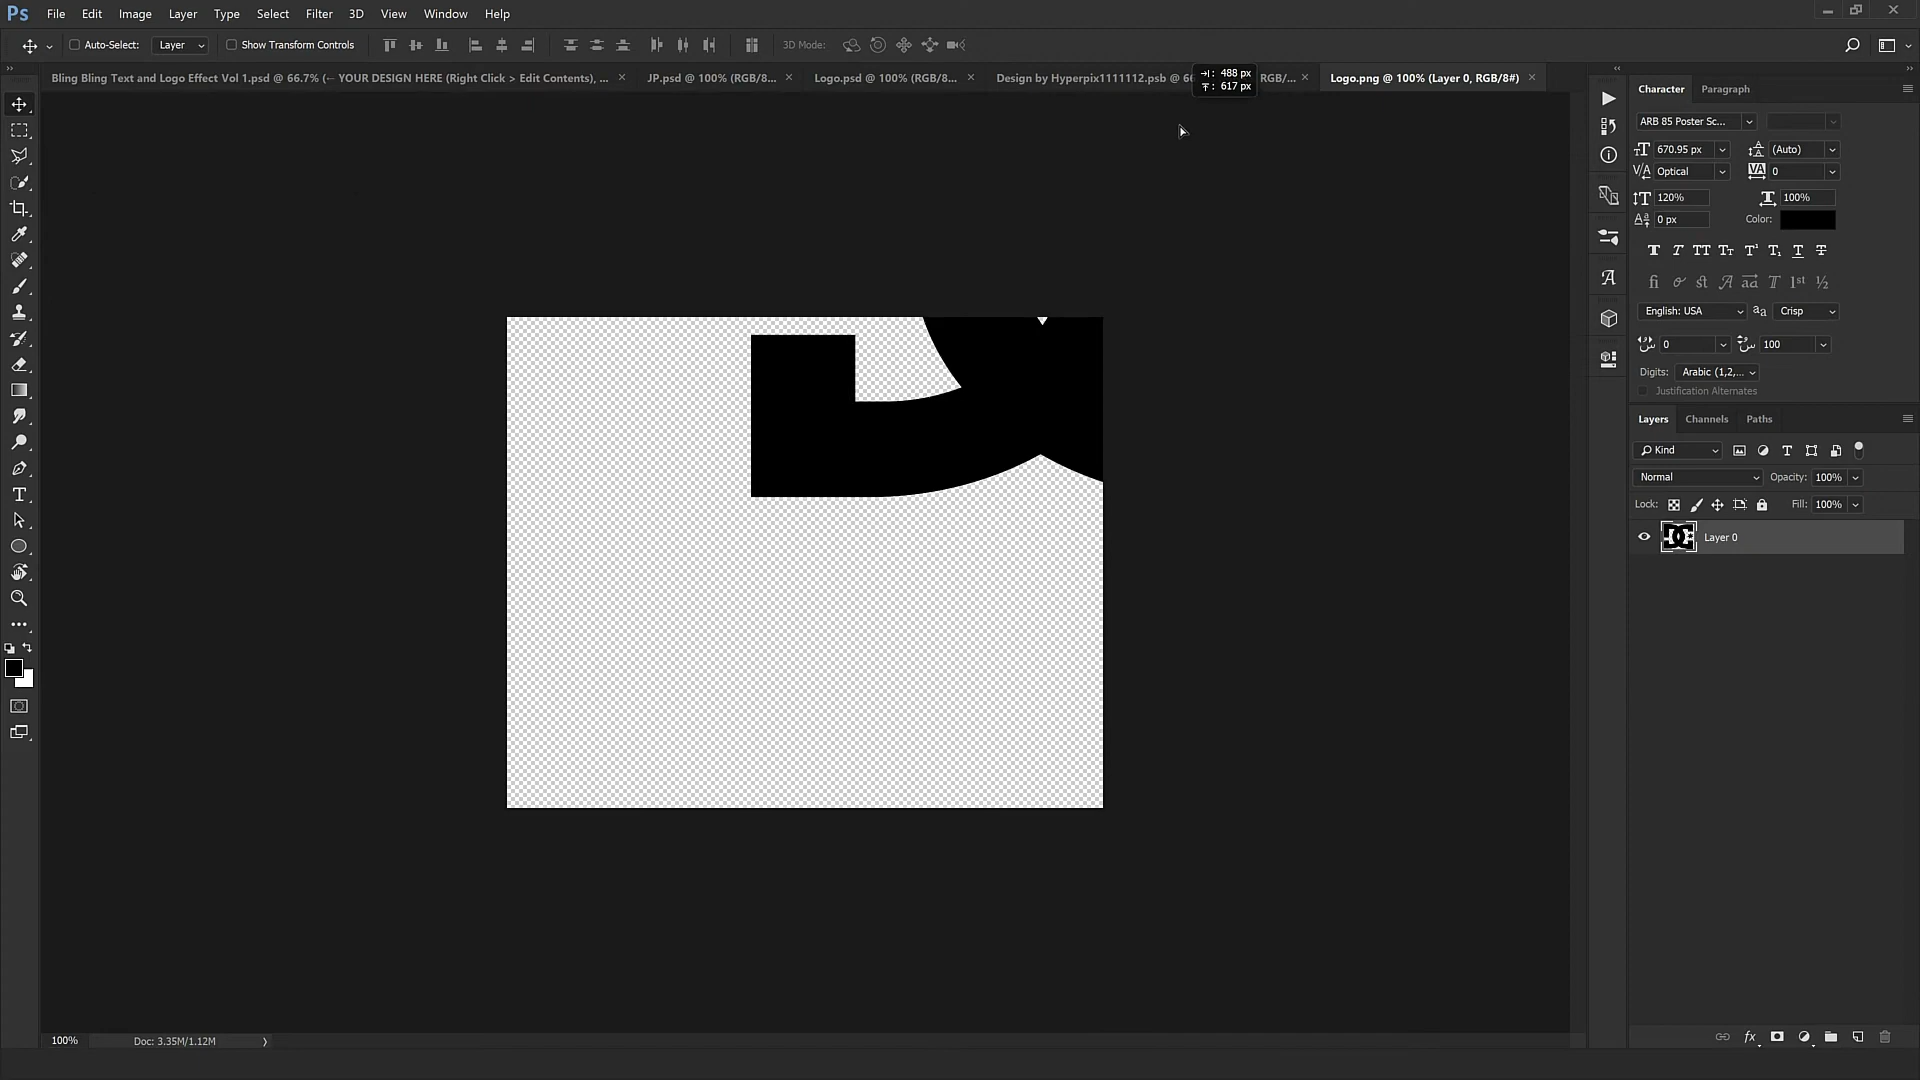 Ps File Edit Image Layer Type Select Filter 3D View Window Help
Auto-Select: Layer Show Transform Controls 3D Mode:
Bling Bling Text and Logo Effect Vol 1.psd @ 66.7% (-- YOUR DESIGN HERE (Right Click > Edit Contents), ... JP.psd @ 100% (RGB/8... Logo.psd @ 100% (RGB/8... Design by Hyperpix1111112.psb @ 66 RGB/... Logo.png @ 100% (Layer 0, RGB/8#)
: 488 px
: 617 px
Character Paragraph
ARB 85 Poster Sc...
670.95 px (Auto)
Optical 0
120% 100%
0 px Color:
English: USA aa Crisp
0 100
Digits: Arabic (1,2,...
Justification Alternates
Layers Channels Paths
Kind
Normal Opacity: 100%
Lock: Fill: 100%
Layer 0
100% Doc: 3.35M/1.12M